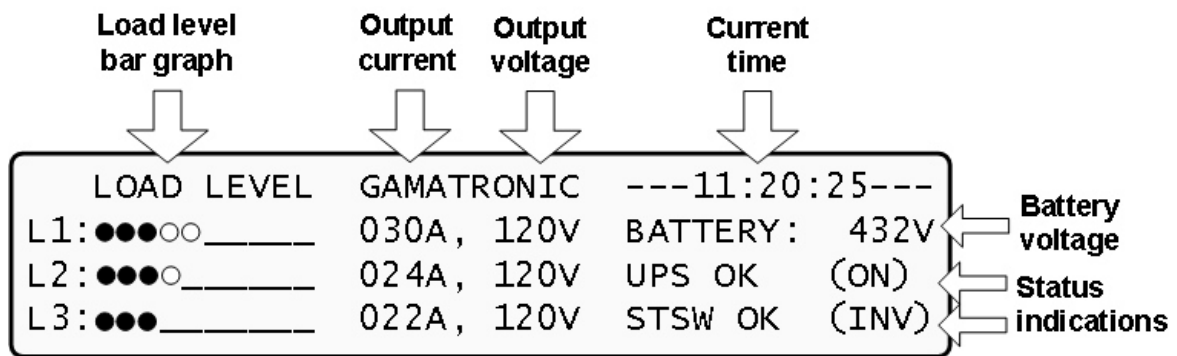 Load level
bar graph
Output
current
Output
voltage
Current
time
LOAD LEVEL GAMATRONIC ---11:20:25---
L1:●●●○○_____ 030A, 120V BATTERY: 432V
L2:●●●○______ 024A, 120V UPS OK (ON)
L3:●●●_______ 022A, 120V STSW OK (INV)
Battery
voltage
Status
indications